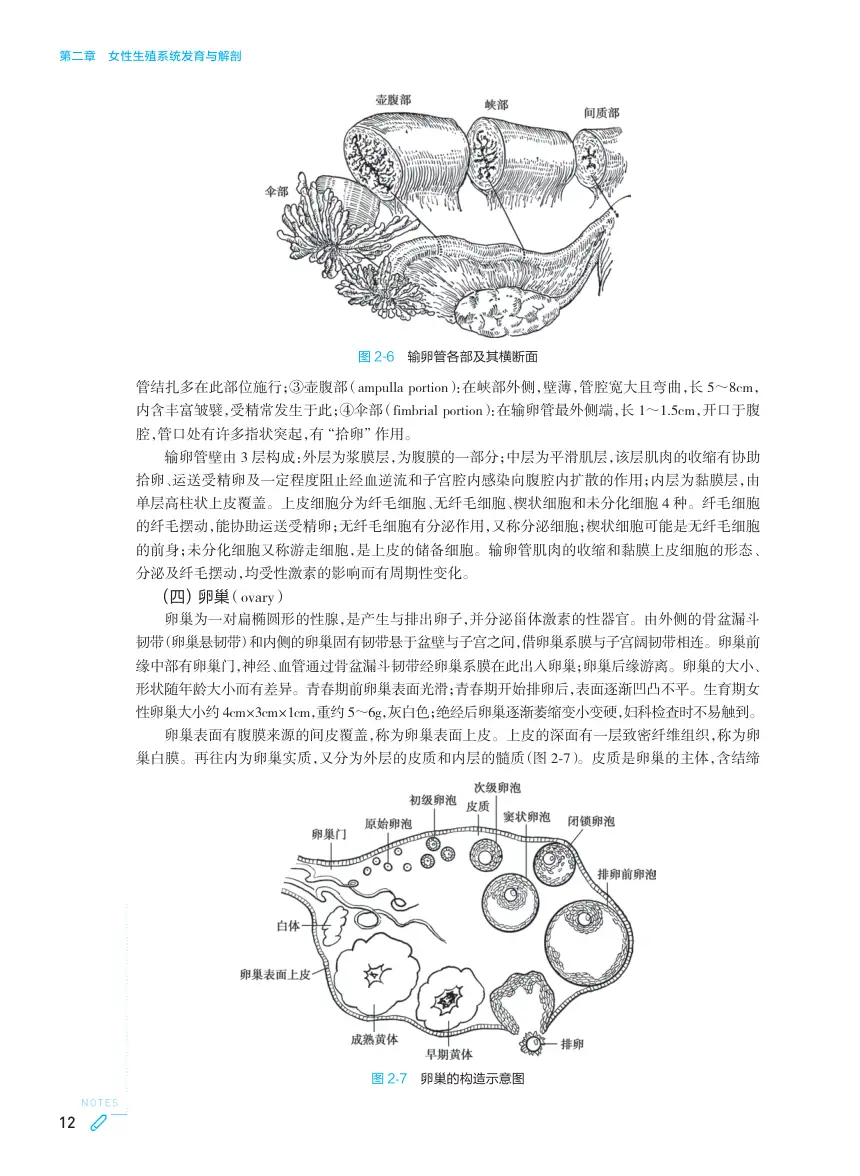 第二章 女性生殖系统发育与解剖
壶腹部
峡部
间质部
伞部
图 2-6 输卵管各部及其横断面
管结扎多在此部位施行;③壶腹部(ampulla portion):在峡部外侧,壁薄,管腔宽大且弯曲,长 5～8cm,
内含丰富皱襞,受精常发生于此;④伞部(fimbrial portion):在输卵管最外侧端,长 1～1.5cm,开口于腹
腔,管口处有许多指状突起,有“拾卵”作用。
输卵管壁由 3 层构成:外层为浆膜层,为腹膜的一部分;中层为平滑肌层,该层肌肉的收缩有协助
拾卵、运送受精卵及一定程度阻止经血逆流和子宫腔内感染向腹腔内扩散的作用;内层为黏膜层,由
单层高柱状上皮覆盖。上皮细胞分为纤毛细胞、无纤毛细胞、楔状细胞和未分化细胞 4 种。纤毛细胞
的纤毛摆动,能协助运送受精卵;无纤毛细胞有分泌作用,又称分泌细胞;楔状细胞可能是无纤毛细胞
的前身;未分化细胞又称游走细胞,是上皮的储备细胞。输卵管肌肉的收缩和黏膜上皮细胞的形态、
分泌及纤毛摆动,均受性激素的影响而有周期性变化。
(四)卵巢(ovary)
卵巢为一对扁椭圆形的性腺,是产生与排出卵子,并分泌甾体激素的性器官。由外侧的骨盆漏斗
韧带(卵巢悬韧带)和内侧的卵巢固有韧带悬于盆壁与子宫之间,借卵巢系膜与子宫阔韧带相连。卵巢前
缘中部有卵巢门,神经、血管通过骨盆漏斗韧带经卵巢系膜在此出入卵巢;卵巢后缘游离。卵巢的大小、
形状随年龄大小而有差异。青春期前卵巢表面光滑;青春期开始排卵后,表面逐渐凹凸不平。生育期女
性卵巢大小约 4cm×3cm×1cm,重约 5～6g,灰白色;绝经后卵巢逐渐萎缩变小变硬,妇科检查时不易触到。
卵巢表面有腹膜来源的间皮覆盖,称为卵巢表面上皮。上皮的深面有一层致密纤维组织,称为卵
巢白膜。再往内为卵巢实质,又分为外层的皮质和内层的髓质(图 2-7)。皮质是卵巢的主体,含结缔
次级卵泡
初级卵泡
皮质
窦状卵泡
原始卵泡
闭锁卵泡
卵巢门
排卵前卵泡
白体
卵巢表面上皮
成熟黄体
早期黄体
排卵
图 2-7 卵巢的构造示意图
NOTES
12